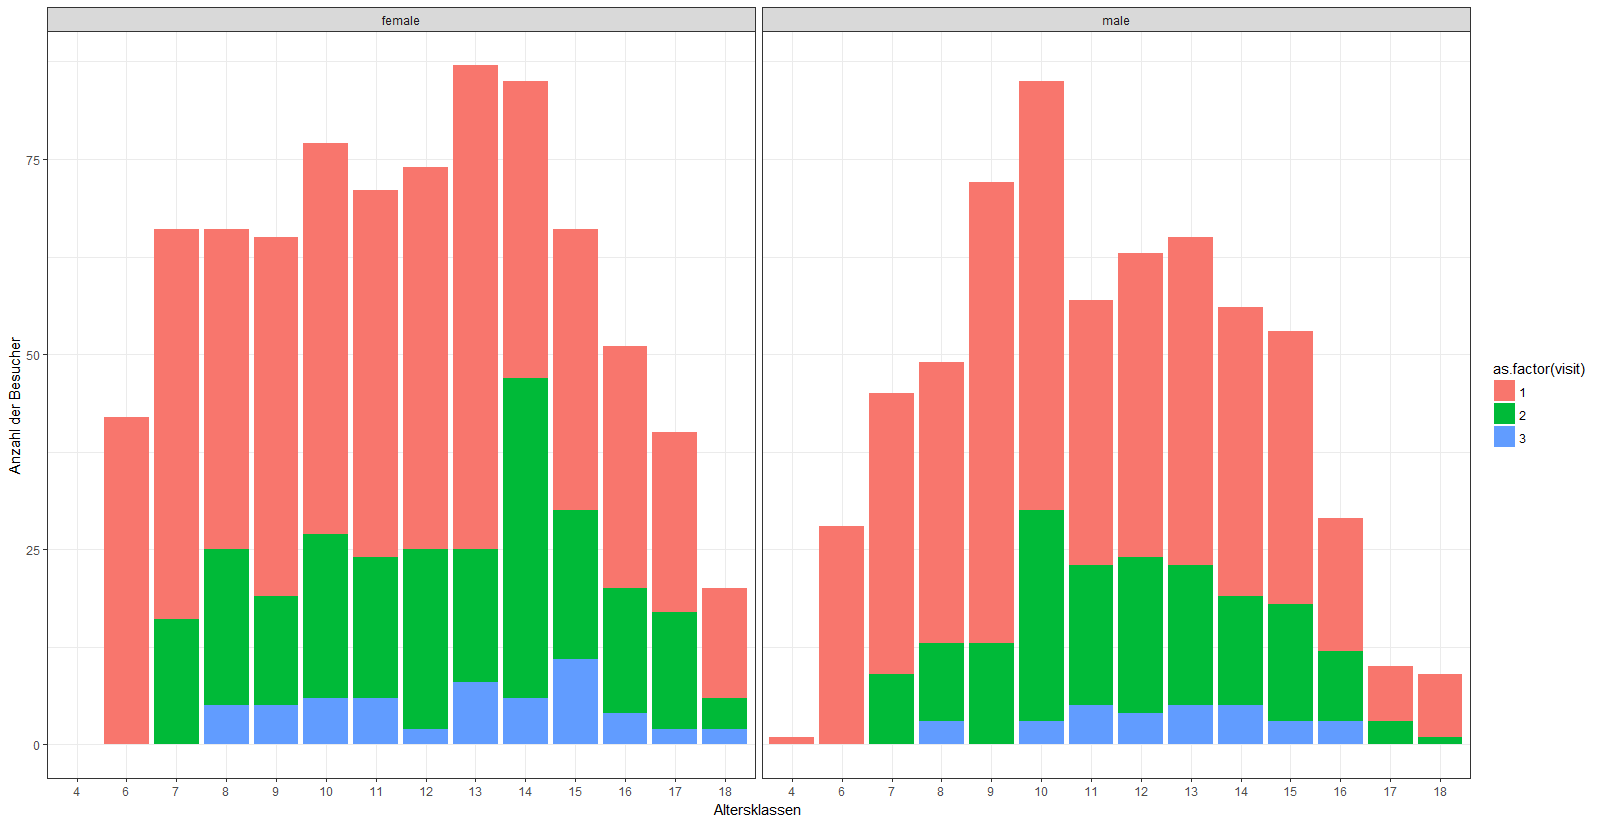 female
male
75
50
25
0
Anzahl der Besucher
4 6 7 8 9 10 11 12 13 14 15 16 17 18
4 6 7 8 9 10 11 12 13 14 15 16 17 18
Altersklassen
as.factor(visit)
1
2
3